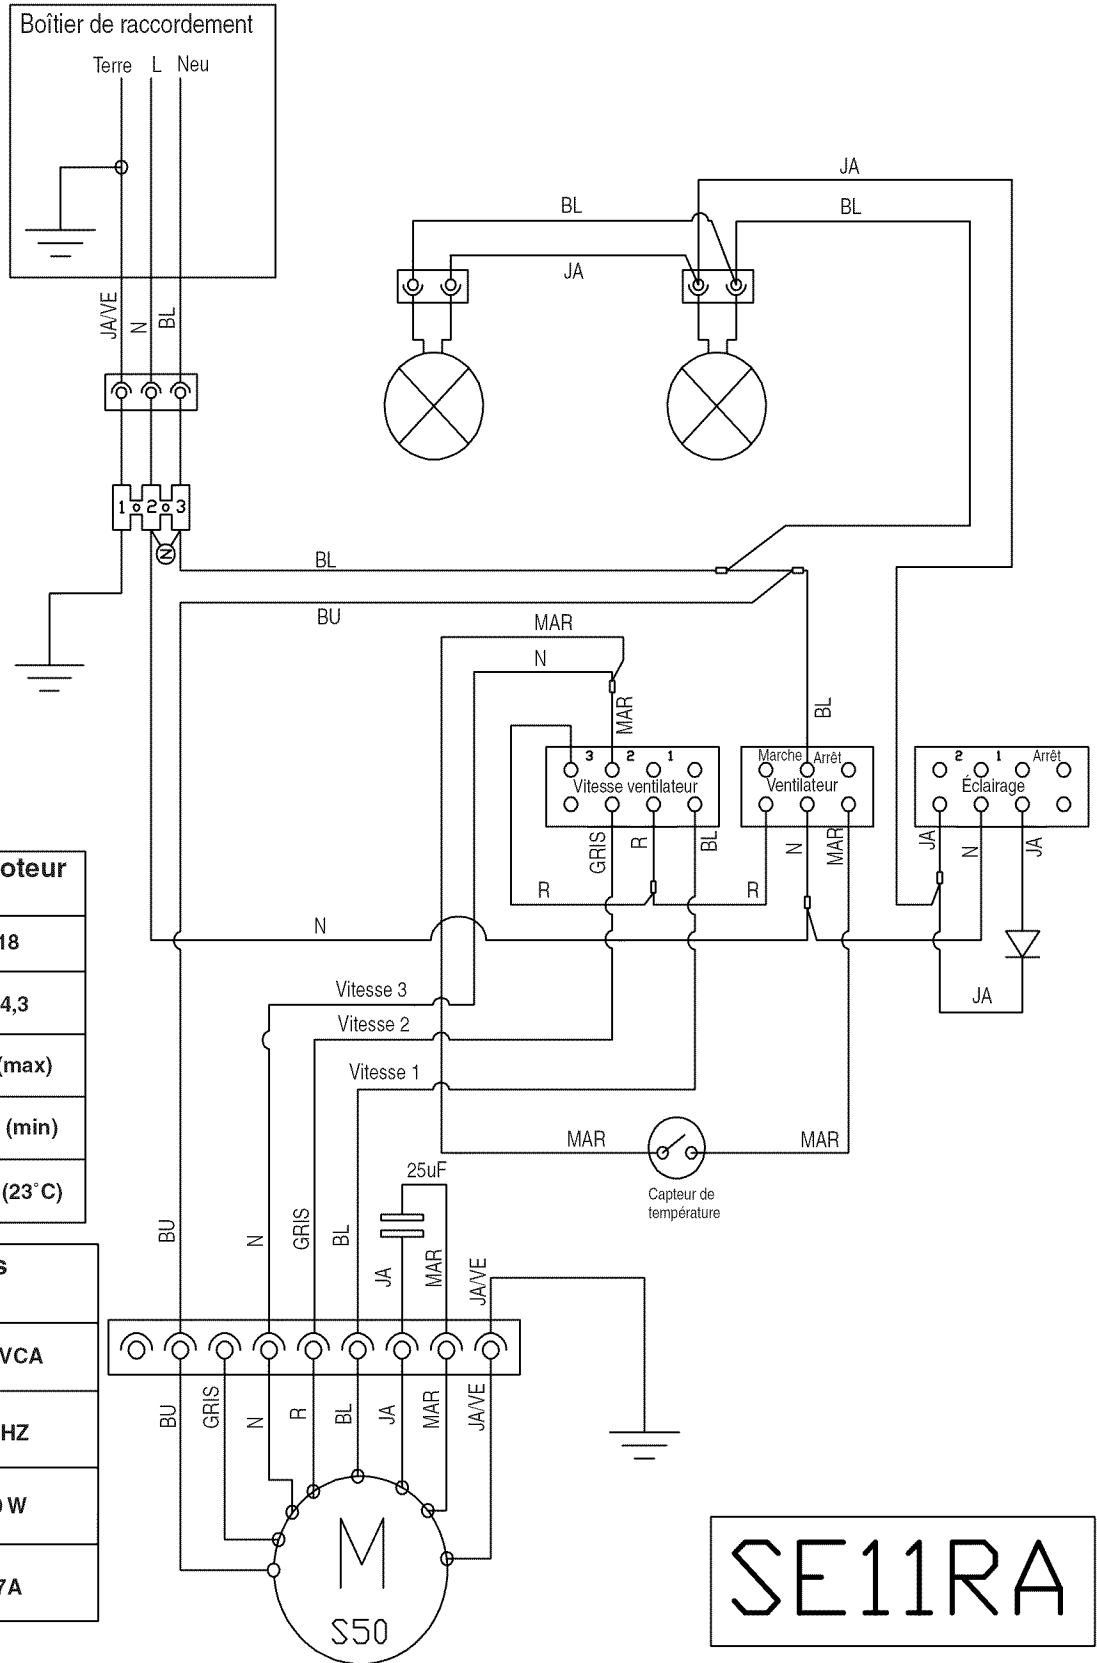 Boîtier de raccordement
Terre L Neu
JA/VE N BL
1 2 3
N
JA
BL
BL
JA
BL
BU
MAR
N
MAR
BL
3 2 1
Vitesse ventilateur
Marche Arrêt
Ventilateur
2 1 Arrêt
Éclairage
GRIS R BL
N MAR
JA N JA
R
R
N
JA
Vitesse 3
Vitesse 2
Vitesse 1
MAR MAR
Capteur de
température
25uF
BU N GRIS BL JA MAR JA/VE
BU GRIS N R BL JA MAR JA/VE
M
S50
oteur
18
4,3
(max)
(min)
(23°C)
s
VCA
HZ
W
7A
SE11RA